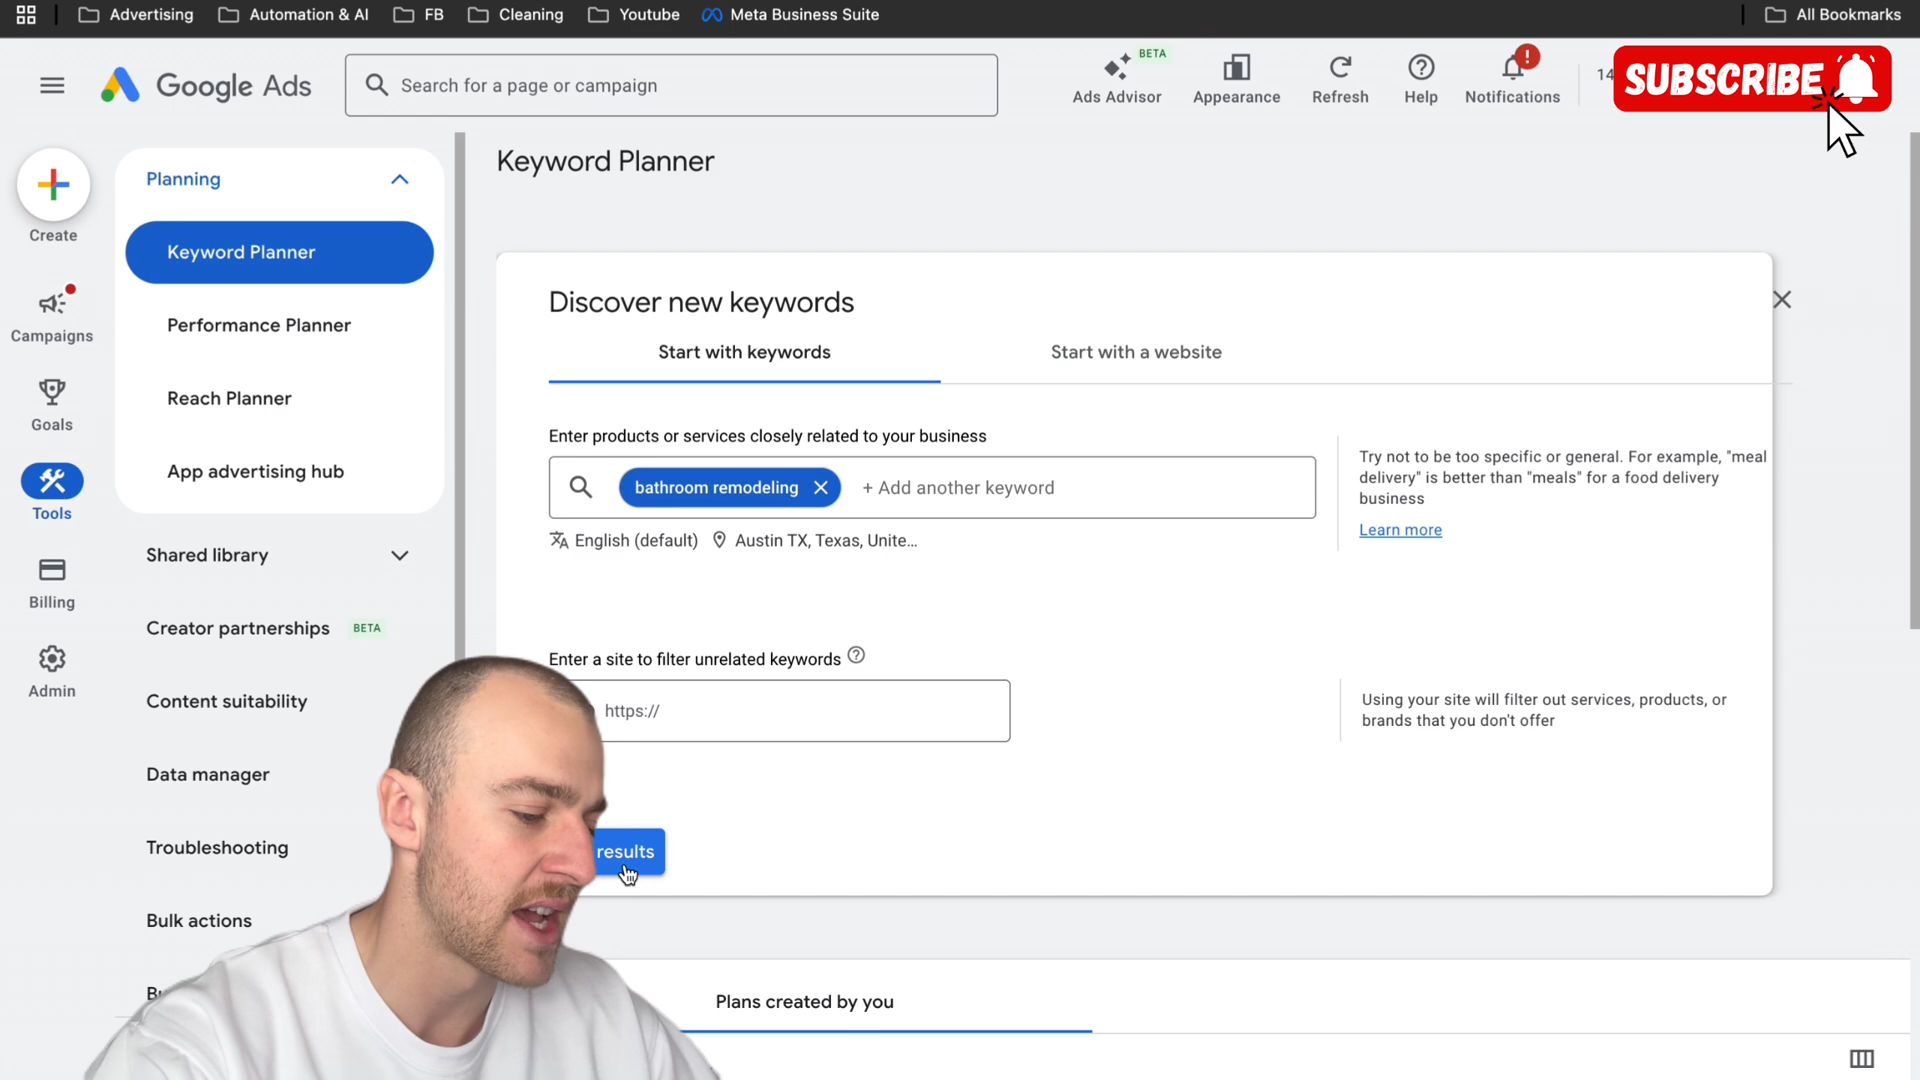 Advertising
Automation & AI
FB
Cleaning
Youtube
Meta Business Suite
All Bookmarks
Google Ads
Search for a page or campaign
BETA
Ads Advisor
Appearance
Refresh
Help
!
Notifications
14
SUBSCRIBE
Create
Campaigns
Goals
Tools
Billing
Admin
Planning
Keyword Planner
Performance Planner
Reach Planner
App advertising hub
Shared library
Creator partnerships BETA
Content suitability
Data manager
Troubleshooting
Bulk actions
Keyword Planner
Discover new keywords
Start with keywords
Start with a website
Enter products or services closely related to your business
bathroom remodeling
+ Add another keyword
English (default)
Austin TX, Texas, Unite...
Try not to be too specific or general. For example, "meal
delivery" is better than "meals" for a food delivery
business
Learn more
Enter a site to filter unrelated keywords
https://
Using your site will filter out services, products, or
brands that you don't offer
results
Plans created by you